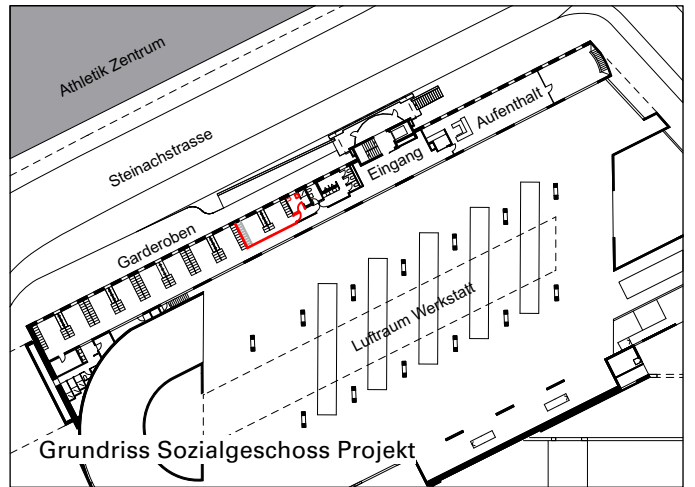 Athletik Zentrum
Steinachstrasse
Aufenthalt
Eingang
Garderoben
Luftraum Werkstatt
Grundriss Sozialgeschoss Projekt